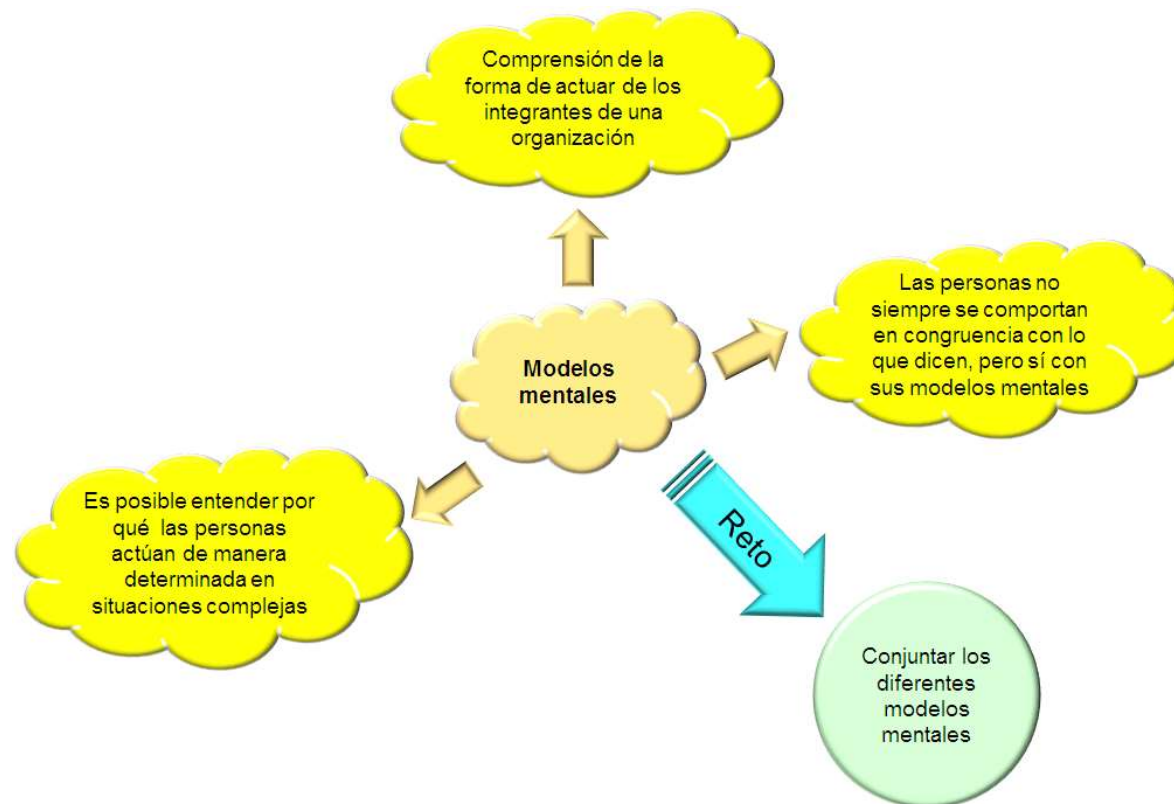 Comprensión de la
forma de actuar de los
integrantes de una
organización
Las personas no
siempre se comportan
en congruencia con lo
que dicen, pero sí con
sus modelos mentales
Modelos
mentales
Es posible entender por
qué las personas
actúan de manera
determinada en
situaciones complejas
Reto
Conjuntar los
diferentes
modelos
mentales